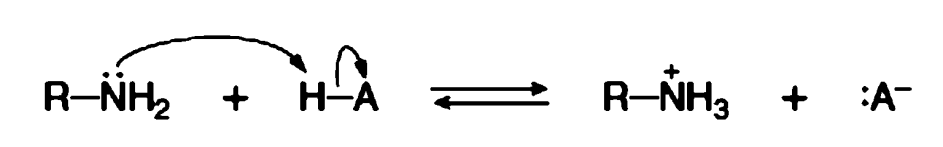 R–N̈H₂ + H–A ⇌ R–N⁺H₃ + :A⁻